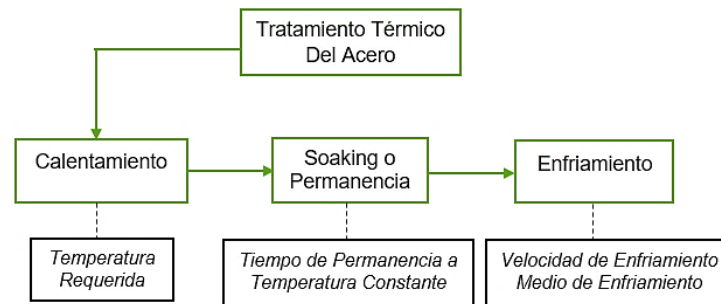 Tratamiento Térmico
Del Acero
Calentamiento
Soaking o
Permanencia
Enfriamiento
Temperatura
Requerida
Tiempo de Permanencia a
Temperatura Constante
Velocidad de Enfriamiento
Medio de Enfriamiento